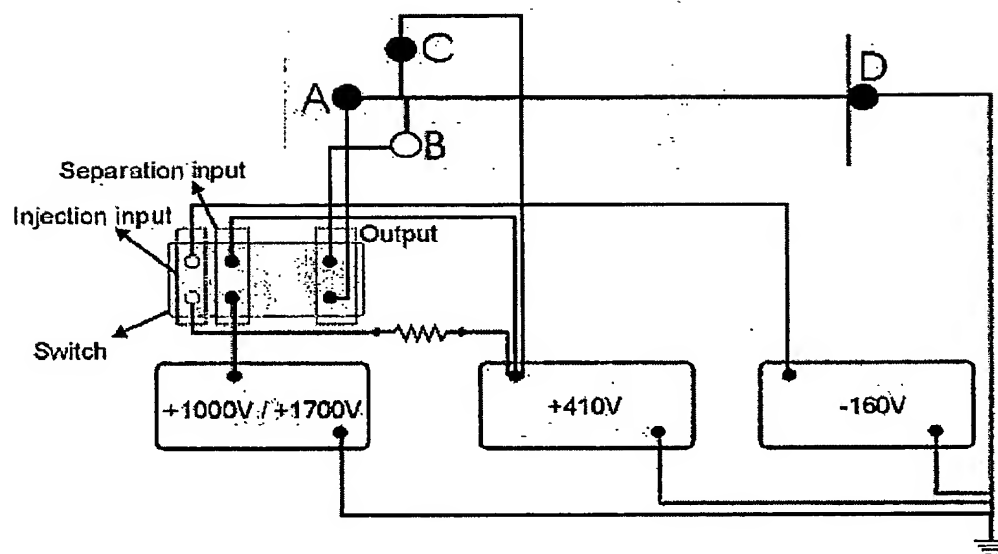 C
A
D
B
Separation input
Injection input
Output
Switch
+1000V / +1700V
+410V
-160V